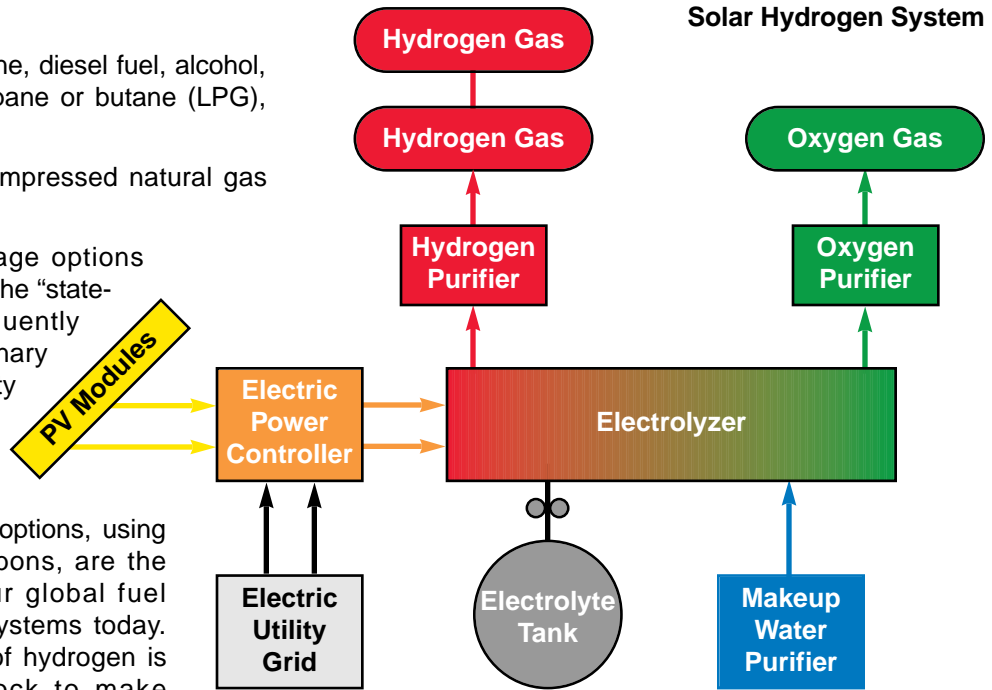 Solar Hydrogen System
ne, diesel fuel, alcohol,
pane or butane (LPG),
mpressed natural gas
age options
he “state-
uently
nary
ty
options, using
oons, are the
ur global fuel
ystems today.
of hydrogen is
ock to make
Hydrogen Gas
Hydrogen Gas
Oxygen Gas
Hydrogen
Purifier
Oxygen
Purifier
PV Modules
Electric
Power
Controller
Electrolyzer
Electric
Utility
Grid
Electrolyte
Tank
Makeup
Water
Purifier